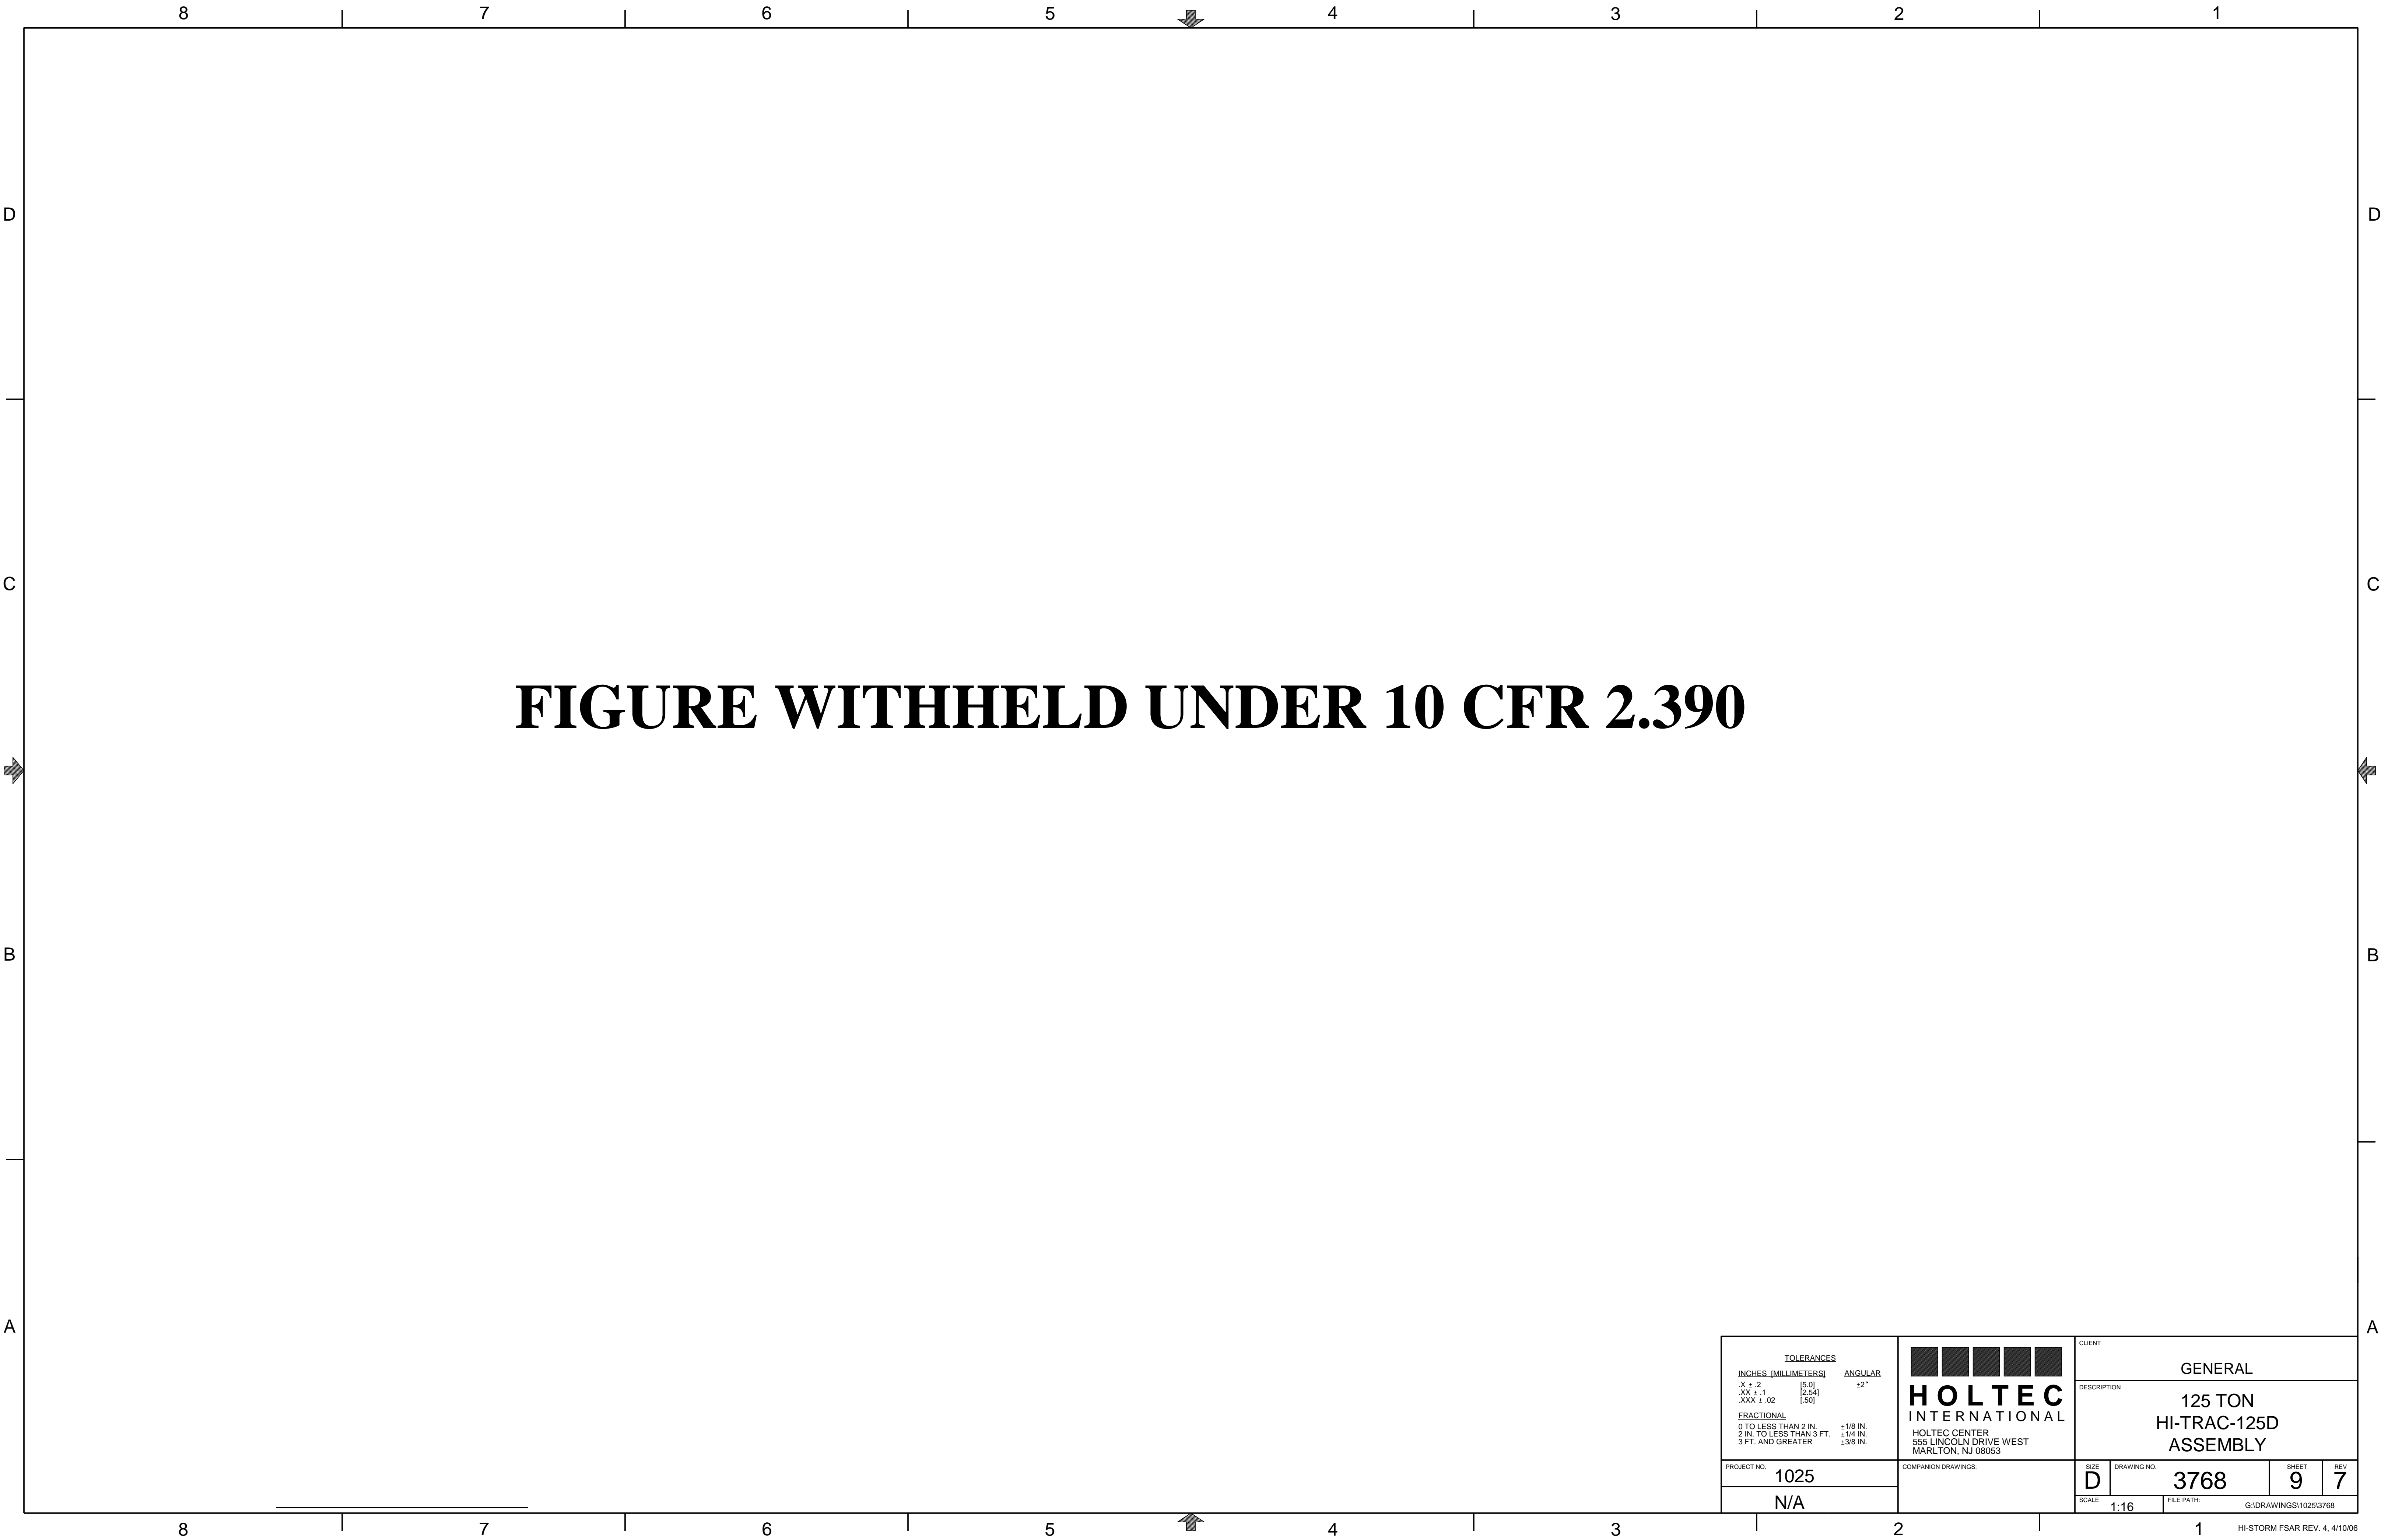 8 7 6 5 4 3 2 1
D D
C C
FIGURE WITHHELD UNDER 10 CFR 2.390
B B
A A
TOLERANCES
INCHES [MILLIMETERS] ANGULAR
.X ± .2 [5.0] ±2°
.XX ± .1 [2.54]
.XXX ± .02 [.50]
FRACTIONAL
0 TO LESS THAN 2 IN. ±1/8 IN.
2 IN. TO LESS THAN 3 FT. ±1/4 IN.
3 FT. AND GREATER ±3/8 IN.
PROJECT NO. 1025
N/A
HOLTEC
INTERNATIONAL
HOLTEC CENTER
555 LINCOLN DRIVE WEST
MARLTON, NJ 08053
COMPANION DRAWINGS:
CLIENT
GENERAL
DESCRIPTION
125 TON
HI-TRAC-125D
ASSEMBLY
SIZE D DRAWING NO. 3768 SHEET 9 REV 7
SCALE 1:16 FILE PATH: G:\DRAWINGS\1025\3768
8 7 6 5 4 3 2 1
HI-STORM FSAR REV. 4, 4/10/06